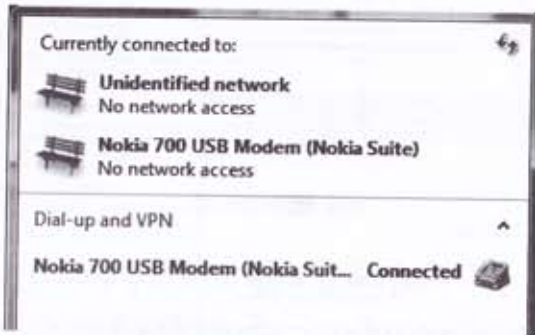 Currently connected to:
Unidentified network
No network access
Nokia 700 USB Modem (Nokia Suite)
No network access
Dial-up and VPN
Nokia 700 USB Modem (Nokia Suit... Connected